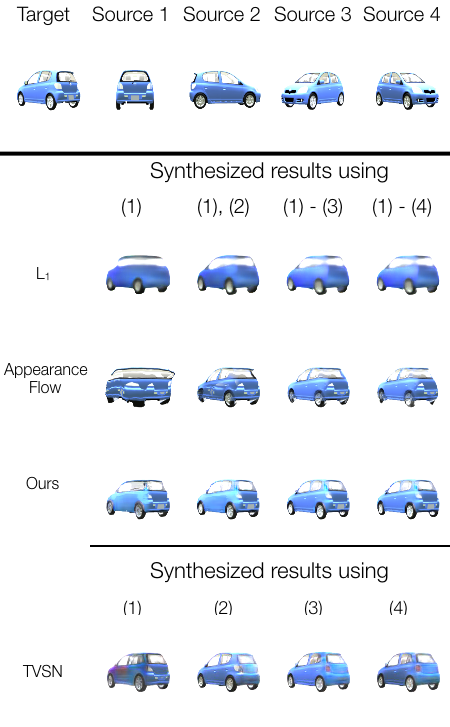 Target Source 1 Source 2 Source 3 Source 4
Synthesized results using
(1) (1), (2) (1) - (3) (1) - (4)
L₁
Appearance
Flow
Ours
Synthesized results using
(1) (2) (3) (4)
TVSN